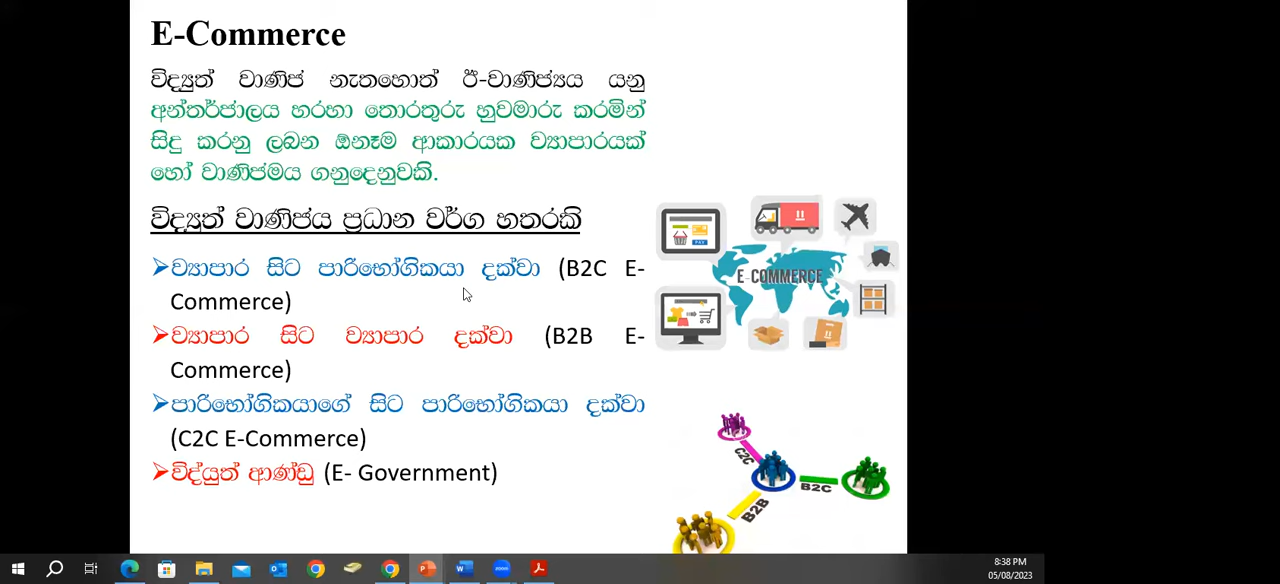 E-Commerce
විද්‍යුත් වාණිජ නැතහොත් ඊ-වාණිජ්‍යය යනු
අන්තර්ජාලය හරහා තොරතුරු හුවමාරු කරමින්
සිදු කරනු ලබන ඕනෑම ආකාරයක ව්‍යාපාරයක්
හෝ වාණිජමය ගනුදෙනුවකි.
විද්‍යුත් වාණිජය ප්‍රධාන වර්ග හතරකි
➢ව්‍යාපාර සිට පාරිභෝගිකයා දක්වා (B2C E-
Commerce)
➢ව්‍යාපාර සිට ව්‍යාපාර දක්වා (B2B E-
Commerce)
➢පාරිභෝගිකයාගේ සිට පාරිභෝගිකයා දක්වා
(C2C E-Commerce)
➢විද්යුත් ආණ්ඩු (E- Government)
PAY
E-COMMERCE
C2C
B2C
B2B
8:38 PM
05/08/2023